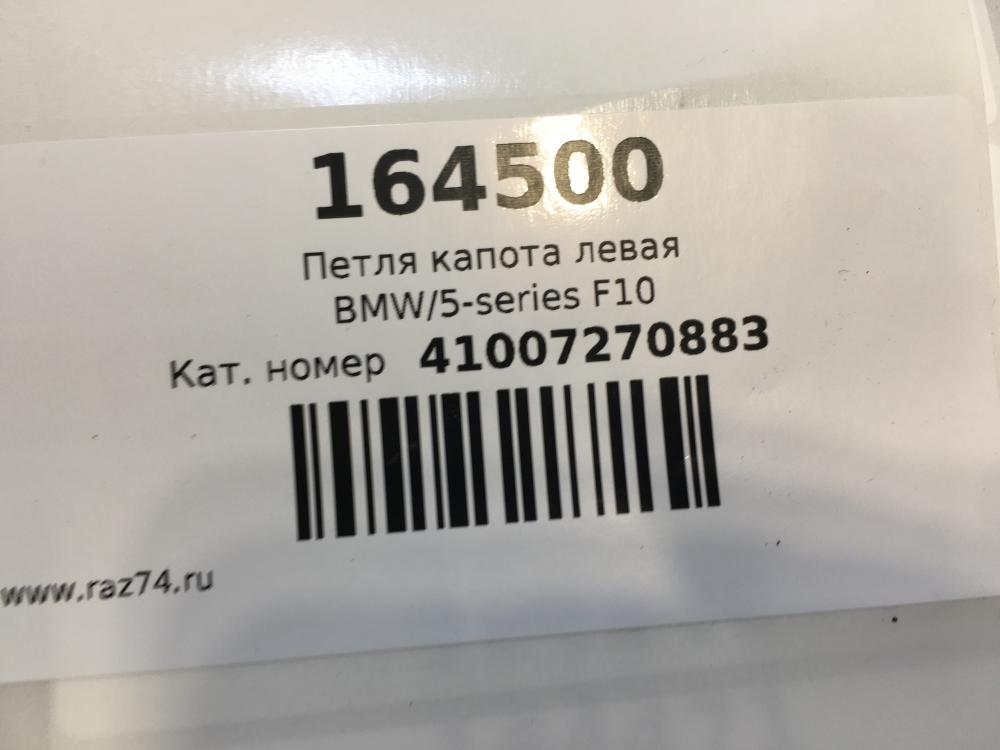 164500
Петля капота левая
BMW/5-series F10
Кат. номер 41007270883
www.raz74.ru